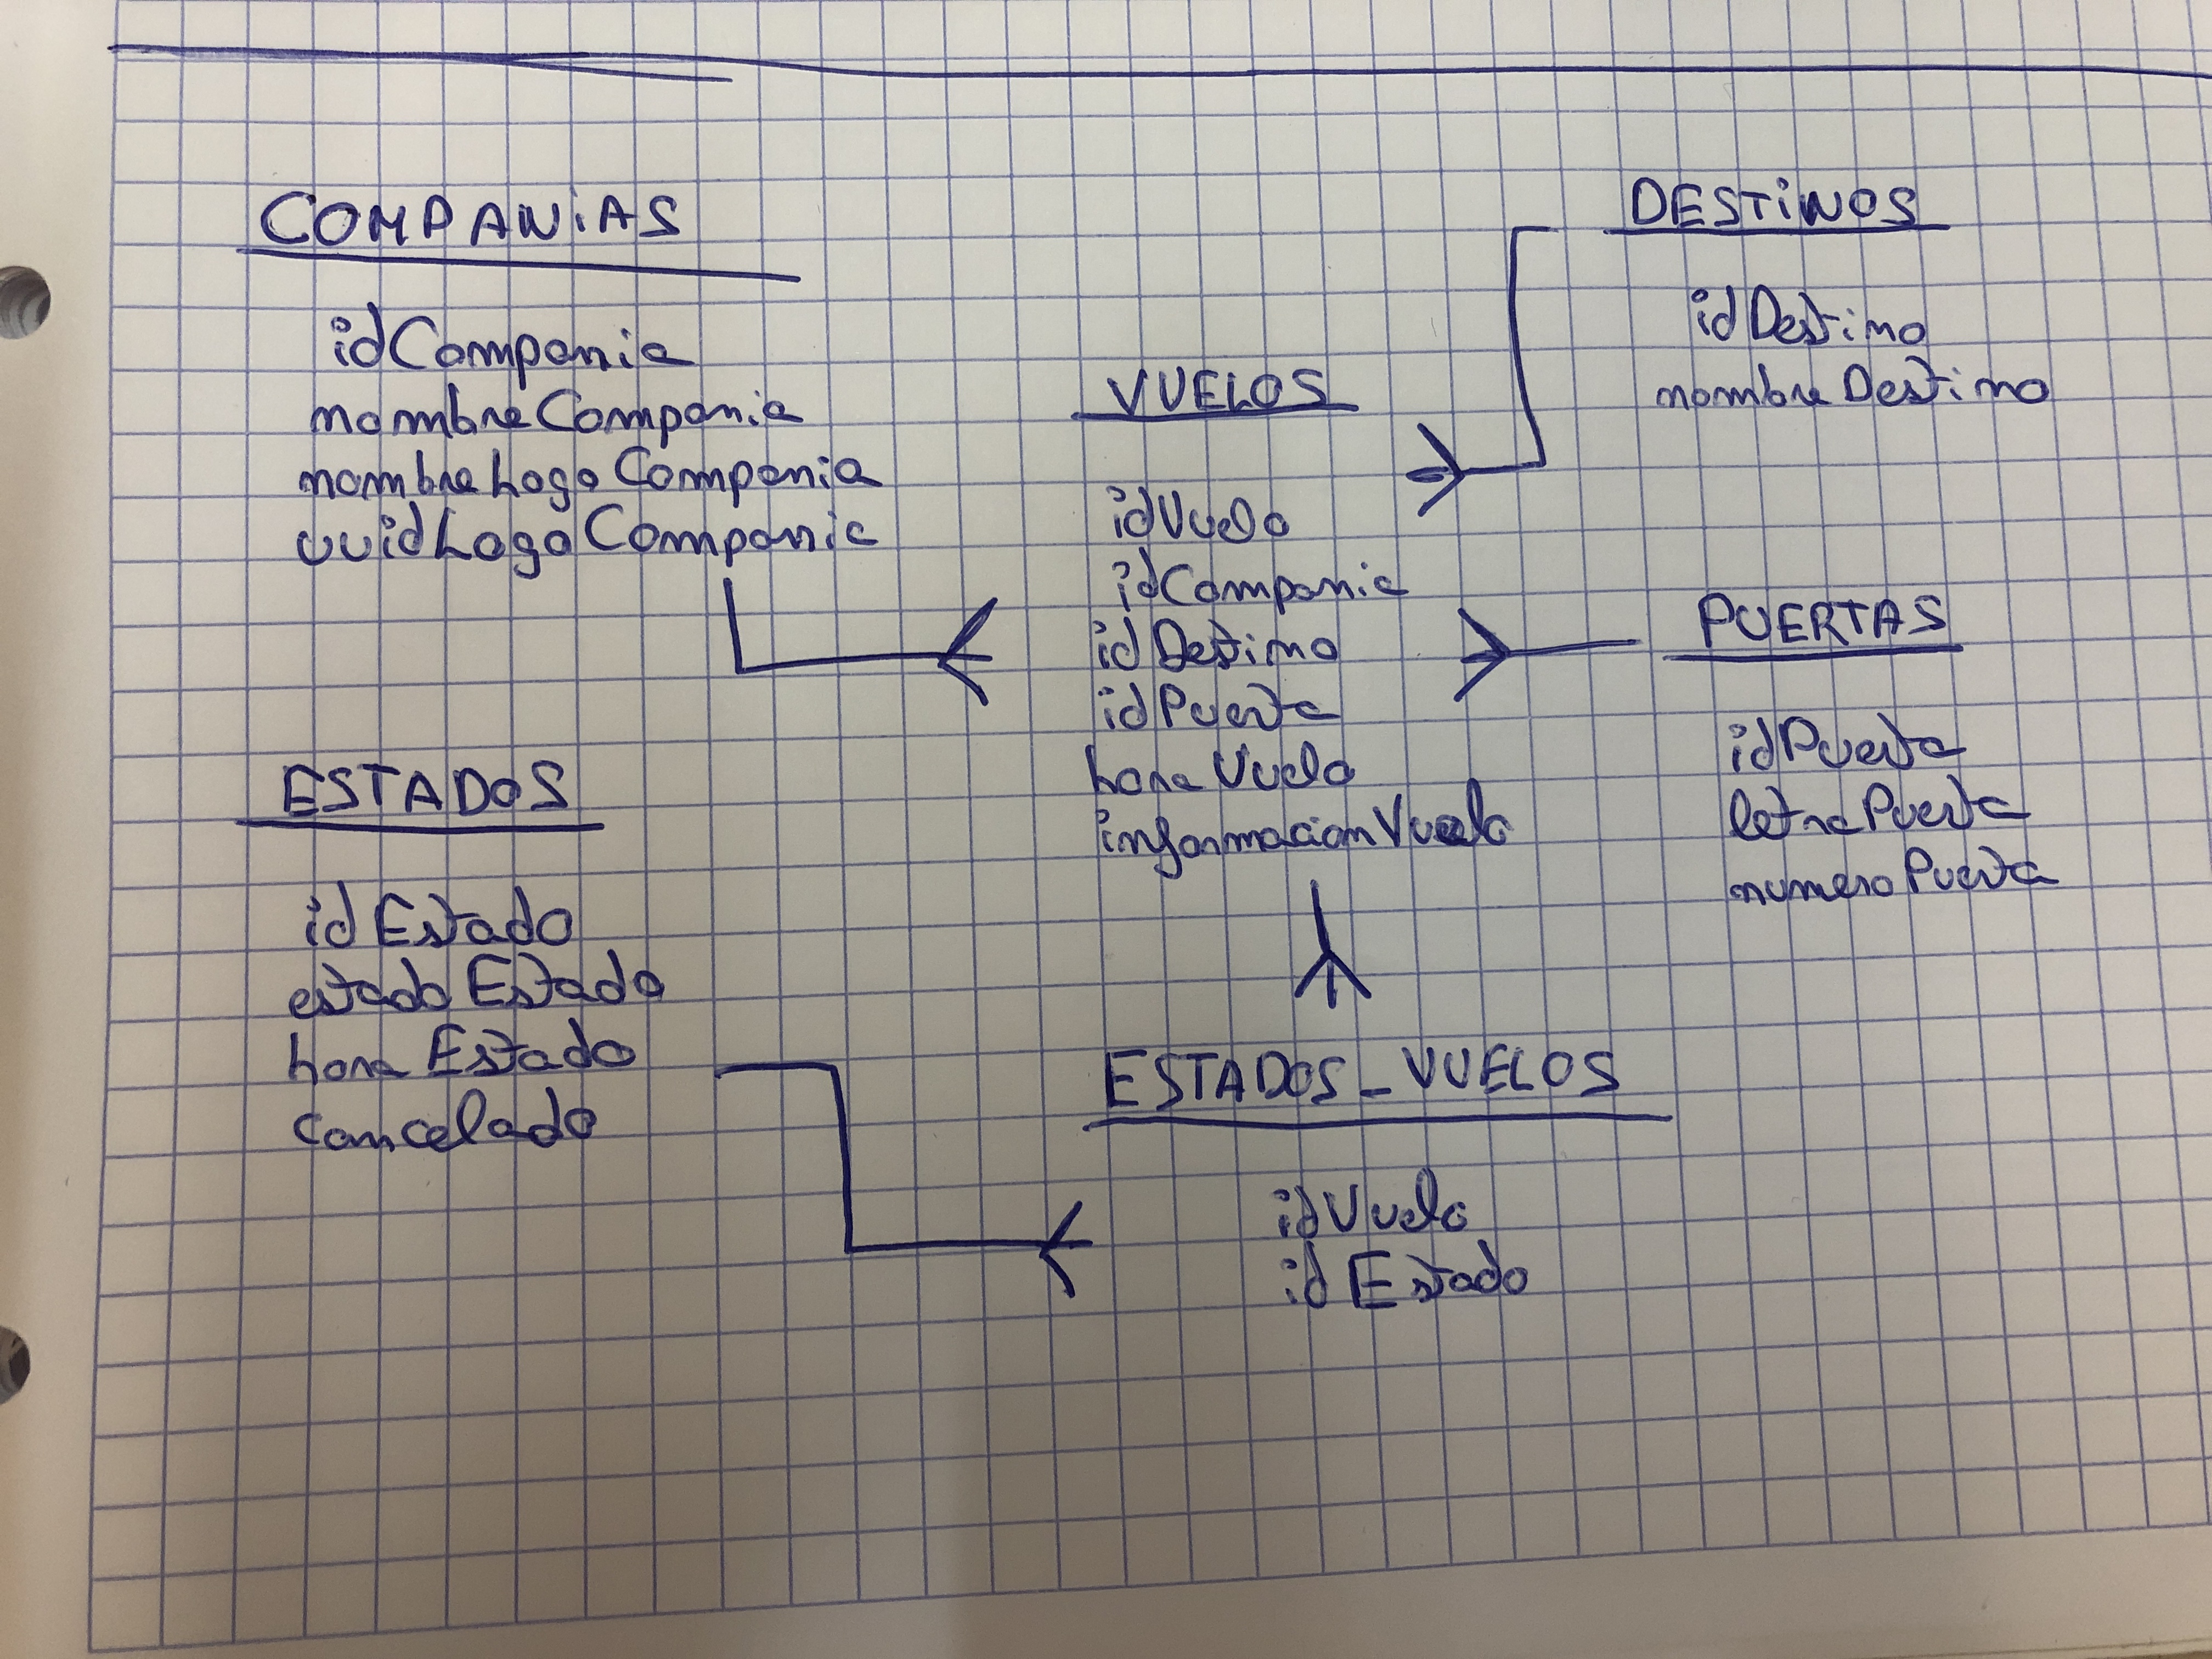 COMPANIAS
idCompania
nombreCompania
nombreLogoCompania
uuidLogoCompania
DESTINOS
idDestino
nombreDestino
VUELOS
idVuelo
idCompania
idDestino
idPuerta
horaVuelo
informacionVuelo
PUERTAS
idPuerta
letraPuerta
numeroPuerta
ESTADOS
idEstado
estadoEstado
horaEstado
cancelado
ESTADOS_VUELOS
idVuelo
idEstado